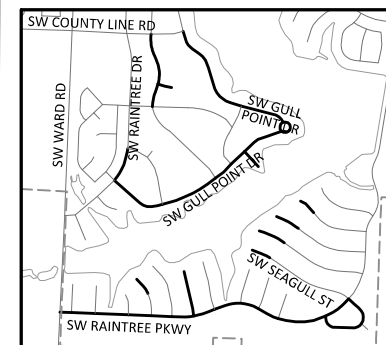 SW COUNTY LINE RD
SW WARD RD
SW RAINTREE DR
SW GULL
POINT DR
SW GULL POINT DR
SW SEAGULL ST
SW RAINTREE PKWY